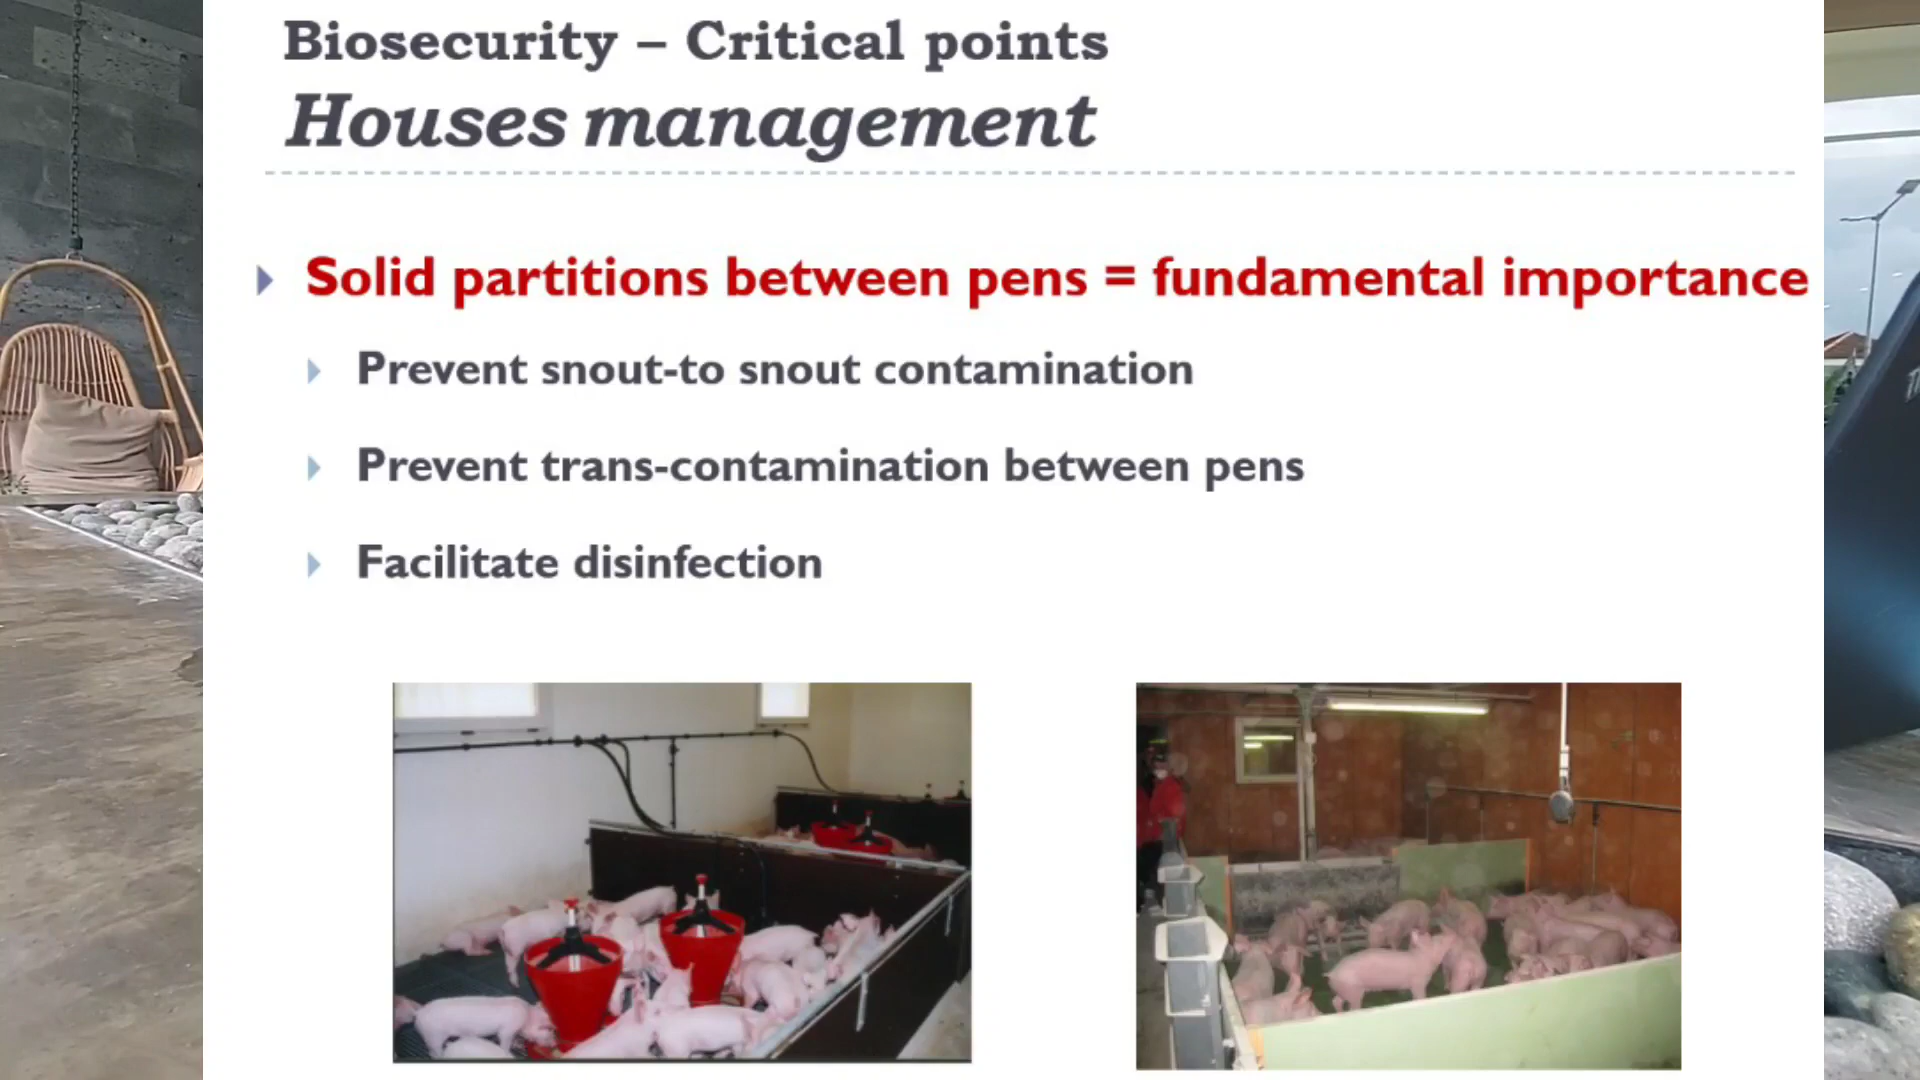 Biosecurity – Critical points
Houses management
Solid partitions between pens = fundamental importance
Prevent snout-to snout contamination
Prevent trans-contamination between pens
Facilitate disinfection